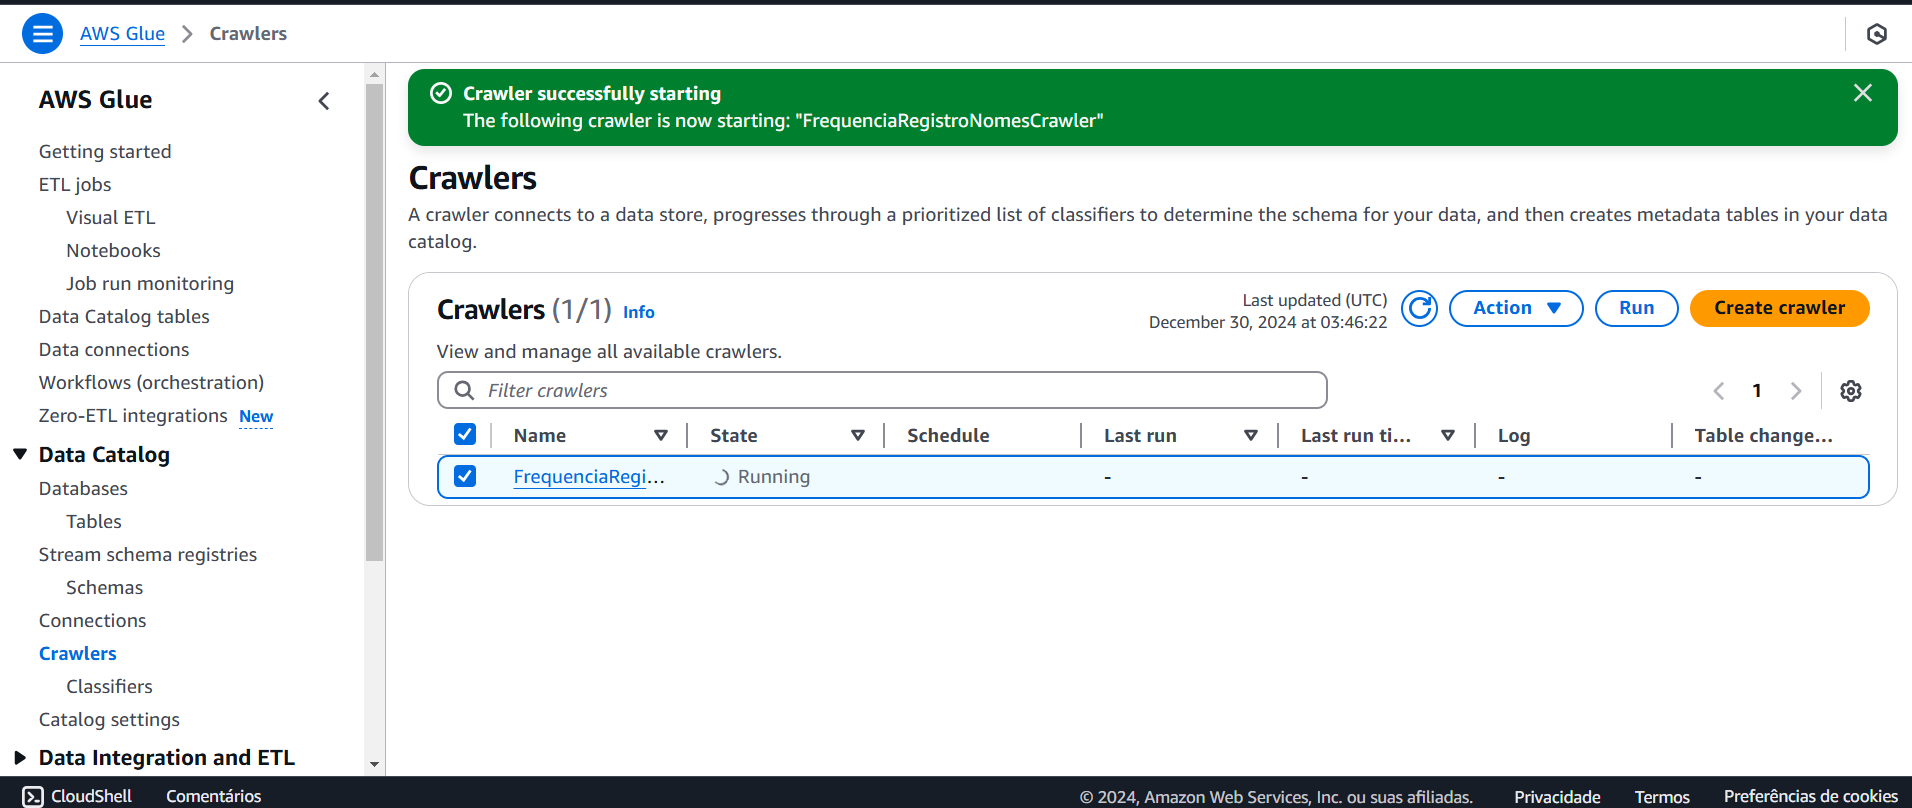 AWS Glue > Crawlers
AWS Glue
Getting started
ETL jobs
Visual ETL
Notebooks
Job run monitoring
Data Catalog tables
Data connections
Workflows (orchestration)
Zero-ETL integrations New
Data Catalog
Databases
Tables
Stream schema registries
Schemas
Connections
Crawlers
Classifiers
Catalog settings
Data Integration and ETL
Crawler successfully starting
The following crawler is now starting: "FrequenciaRegistroNomesCrawler"
Crawlers
A crawler connects to a data store, progresses through a prioritized list of classifiers to determine the schema for your data, and then creates metadata tables in your data
catalog.
Crawlers (1/1) Info
Last updated (UTC)
December 30, 2024 at 03:46:22
Action
Run
Create crawler
View and manage all available crawlers.
Filter crawlers
1
Name State Schedule Last run Last run ti... Log Table change...
FrequenciaRegi... Running - - - -
CloudShell Comentários © 2024, Amazon Web Services, Inc. ou suas afiliadas. Privacidade Termos Preferências de cookies